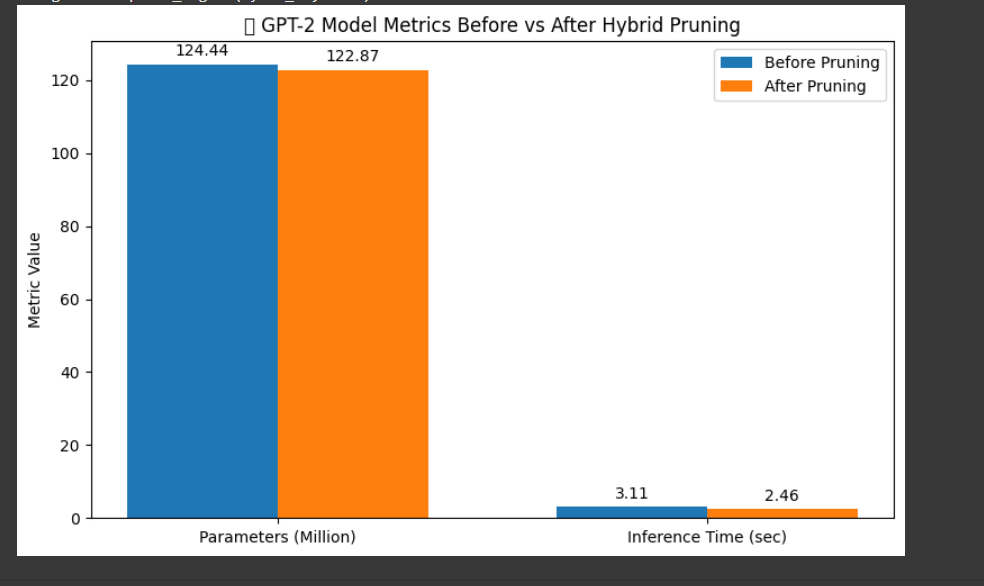 GPT-2 Model Metrics Before vs After Hybrid Pruning
124.44
122.87
Before Pruning
After Pruning
120
100
80
60
40
20
0
Metric Value
3.11
2.46
Parameters (Million)
Inference Time (sec)